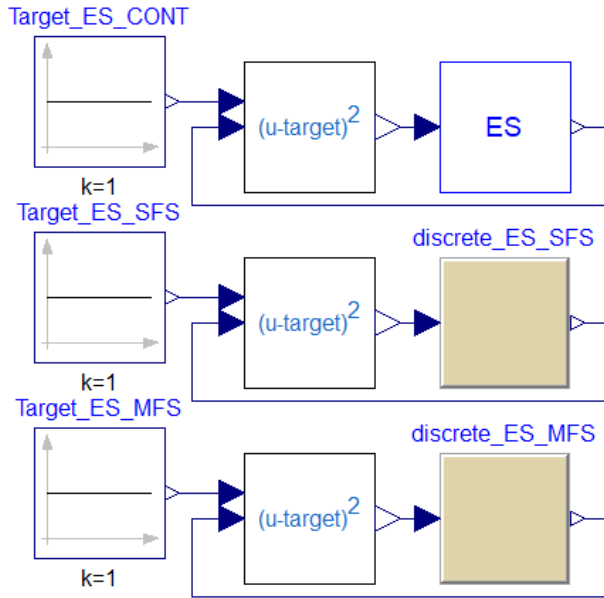 Target_ES_CONT
(u-target)^2
ES
k=1
Target_ES_SFS
discrete_ES_SFS
(u-target)^2
k=1
Target_ES_MFS
discrete_ES_MFS
(u-target)^2
k=1